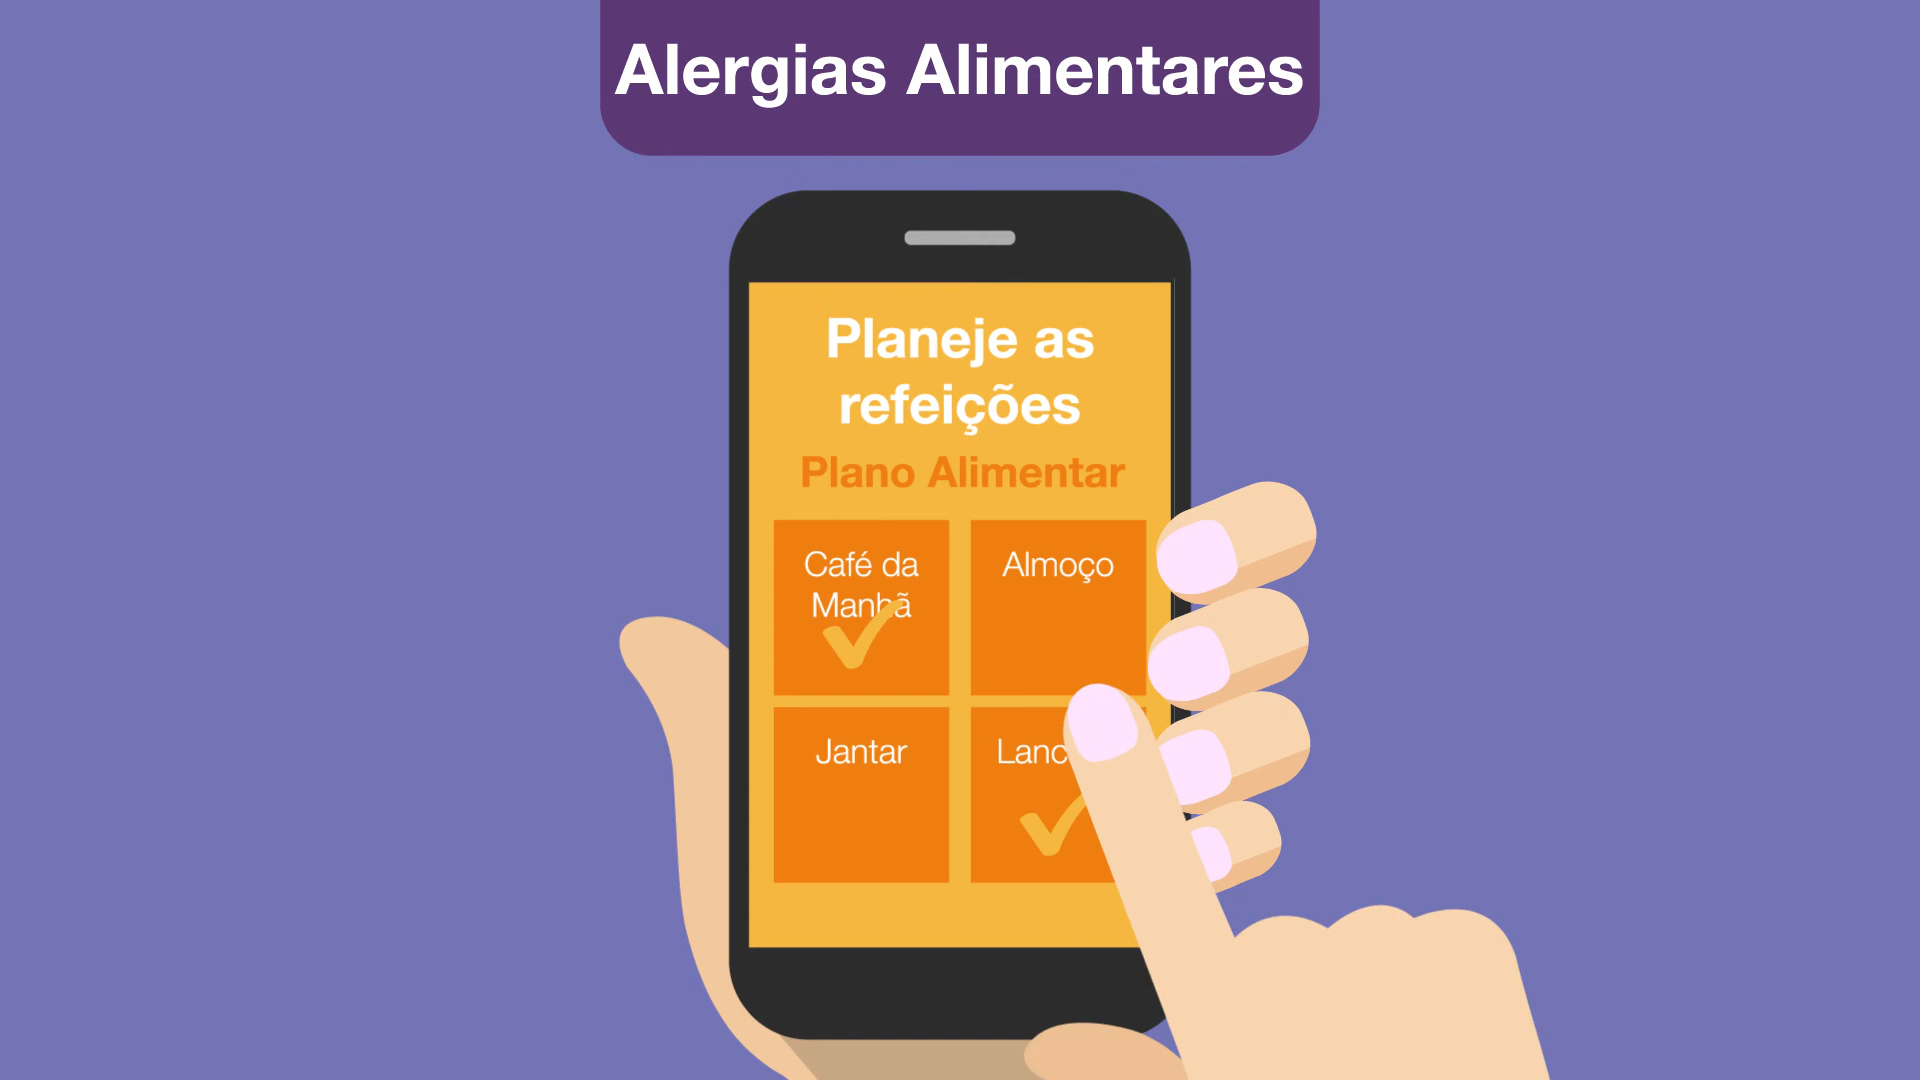 Alergias Alimentares
Planeje as
refeições
Plano Alimentar
Café da
Manhã
Almoço
Jantar